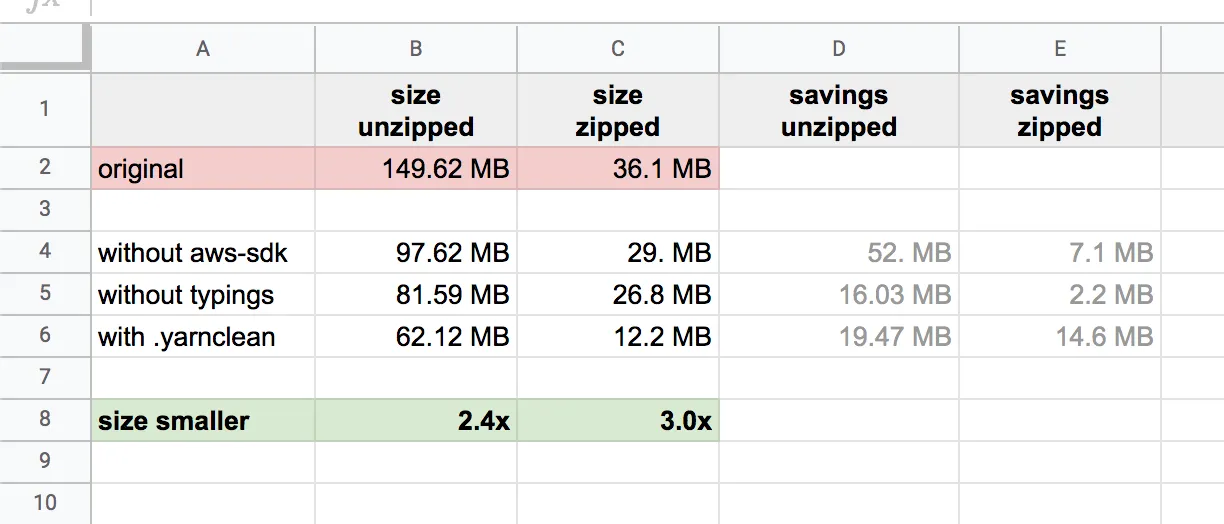 A B C D E
1 size unzipped size zipped savings unzipped savings zipped
2 original 149.62 MB 36.1 MB
3
4 without aws-sdk 97.62 MB 29. MB 52. MB 7.1 MB
5 without typings 81.59 MB 26.8 MB 16.03 MB 2.2 MB
6 with .yarnclean 62.12 MB 12.2 MB 19.47 MB 14.6 MB
7
8 size smaller 2.4x 3.0x
9
10